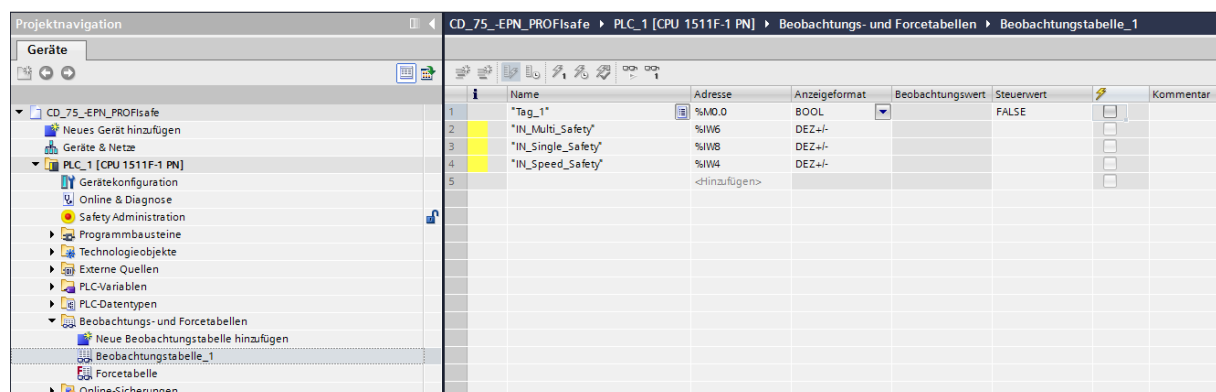 Projektnavigation
CD_75_-EPN_PROFIsafe ▸ PLC_1 [CPU 1511F-1 PN] ▸ Beobachtungs- und Forcetabellen ▸ Beobachtungstabelle_1
Geräte
i Name Adresse Anzeigeformat Beobachtungswert Steuerwert Kommentar
CD_75_-EPN_PROFIsafe
Neues Gerät hinzufügen
Geräte & Netze
PLC_1 [CPU 1511F-1 PN]
Gerätekonfiguration
Online & Diagnose
Safety Administration
Programmbausteine
Technologieobjekte
Externe Quellen
PLC-Variablen
PLC-Datentypen
Beobachtungs- und Forcetabellen
Neue Beobachtungstabelle hinzufügen
Beobachtungstabelle_1
Forcetabelle
Online-Sicherungen
1 "Tag_1" %M0.0 BOOL FALSE
2 "IN_Multi_Safety" %IW6 DEZ+/-
3 "IN_Single_Safety" %IW8 DEZ+/-
4 "IN_Speed_Safety" %IW4 DEZ+/-
5 <Hinzufügen>